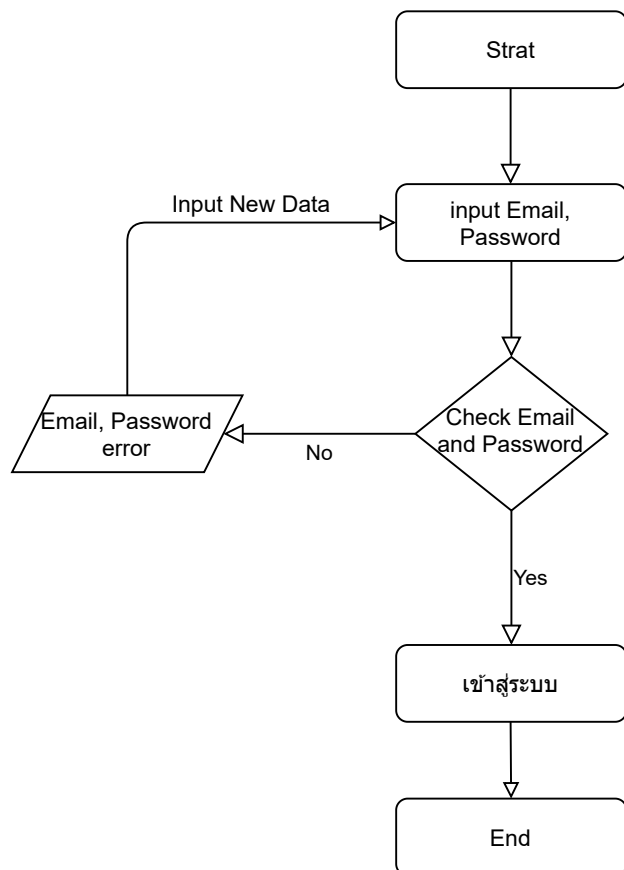 Strat
Input New Data
input Email,
Password
Email, Password
error
No
Check Email
and Password
Yes
เข้าสู่ระบบ
End